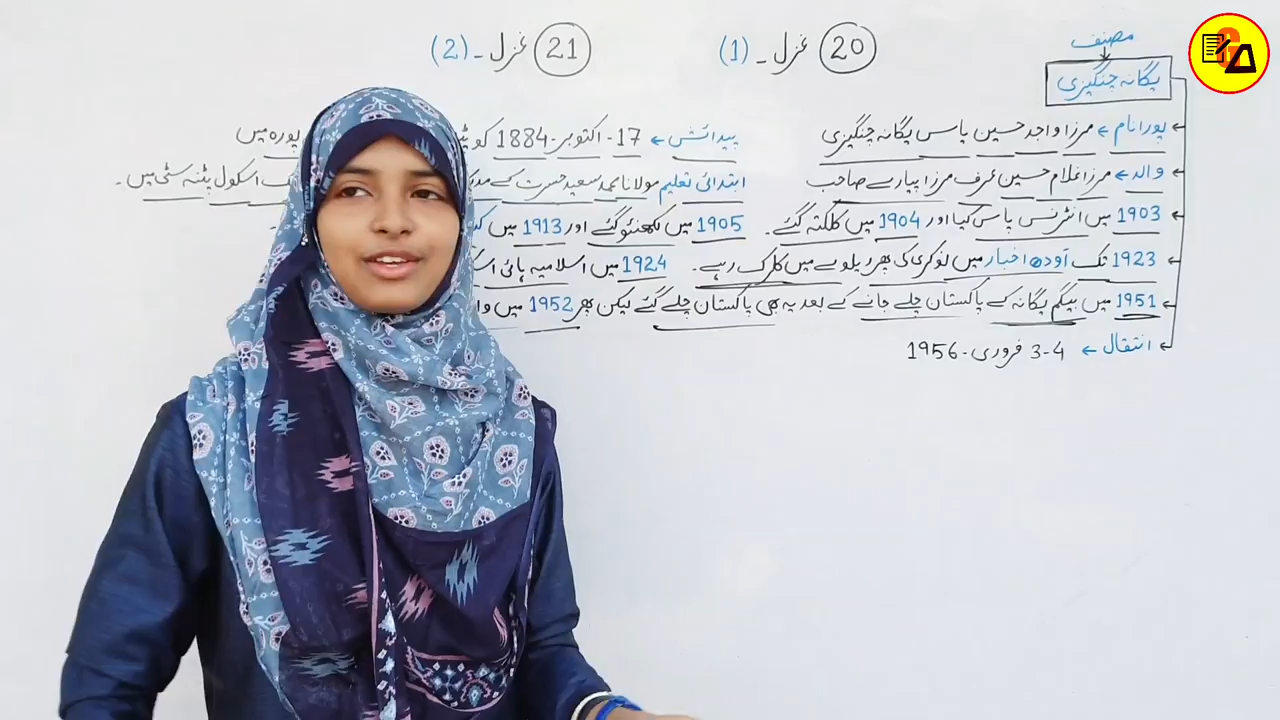 مصنف
یگانہ چنگیزی
20 غزل ۔ (1)
21 غزل ۔ (2)
پورا نام ← مرزا واجد حسین یاس یگانہ چنگیزی
پیدائش ← 17 - اکتوبر - 1884 کو پورہ میں
والد ← مرزا غلام حسین عرف مرزا پیارے صاحب
ابتدائی تعلیم مولانا محمد سعید حسرت کے اسکول پٹنہ سٹی میں ۔
1903 میں انٹرنس پاس کیا اور 1904 میں کلکتہ گئے ۔
1905 میں لکھنئو گئے اور 1913 میں
1923 تک آودھ اخبار میں نوکری کی پھر ریلوے میں کلرک رہے ۔
1924 میں اسلامیہ ہائی
1951 میں بیگم یگانہ کے پاکستان چلے جانے کے بعد یہ بھی پاکستان چلے گئے لیکن پھر 1952 میں
انتقال ← 3-4 فروری - 1956